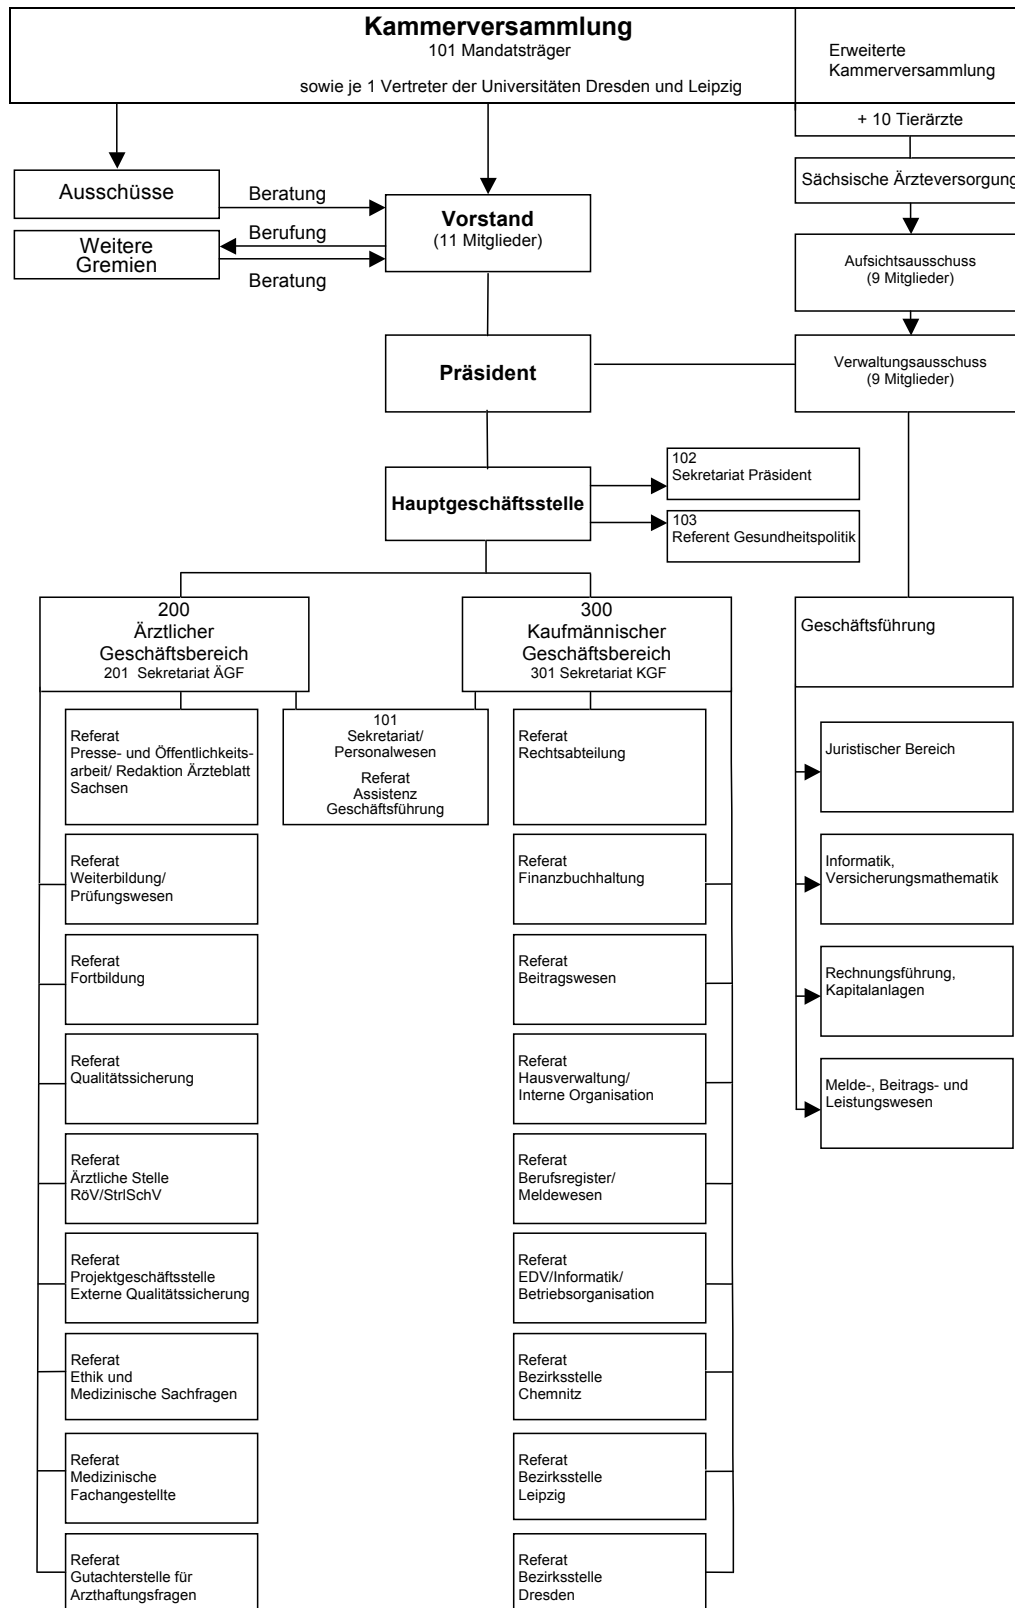 Kammerversammlung
101 Mandatsträger
sowie je 1 Vertreter der Universitäten Dresden und Leipzig
Erweiterte
Kammerversammlung
+ 10 Tierärzte
Ausschüsse
Beratung
Weitere
Gremien
Berufung
Beratung
Vorstand
(11 Mitglieder)
Sächsische Ärzteversorgung
Aufsichtsausschuss
(9 Mitglieder)
Präsident
Verwaltungsausschuss
(9 Mitglieder)
Hauptgeschäftsstelle
102
Sekretariat Präsident
103
Referent Gesundheitspolitik
200
Ärztlicher
Geschäftsbereich
201 Sekretariat ÄGF
300
Kaufmännischer
Geschäftsbereich
301 Sekretariat KGF
Geschäftsführung
Referat
Presse- und Öffentlichkeits-
arbeit/ Redaktion Ärzteblatt
Sachsen
101
Sekretariat/
Personalwesen
Referat
Assistenz
Geschäftsführung
Referat
Rechtsabteilung
Juristischer Bereich
Referat
Weiterbildung/
Prüfungswesen
Referat
Finanzbuchhaltung
Informatik,
Versicherungsmathematik
Referat
Fortbildung
Referat
Beitragswesen
Rechnungsführung,
Kapitalanlagen
Referat
Qualitätssicherung
Referat
Hausverwaltung/
Interne Organisation
Melde-, Beitrags- und
Leistungswesen
Referat
Ärztliche Stelle
RöV/StrlSchV
Referat
Berufsregister/
Meldewesen
Referat
Projektgeschäftsstelle
Externe Qualitätssicherung
Referat
EDV/Informatik/
Betriebsorganisation
Referat
Ethik und
Medizinische Sachfragen
Referat
Bezirksstelle
Chemnitz
Referat
Medizinische
Fachangestellte
Referat
Bezirksstelle
Leipzig
Referat
Gutachterstelle für
Arzthaftungsfragen
Referat
Bezirksstelle
Dresden